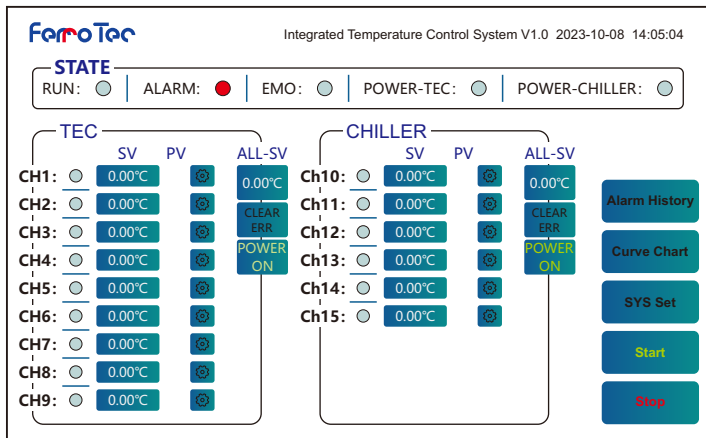 FerroTec
Integrated Temperature Control System V1.0 2023-10-08 14:05:04
STATE
RUN: ALARM: EMO: POWER-TEC: POWER-CHILLER:
TEC
SV PV ALL-SV
CH1: 0.00℃
CH2: 0.00℃
CH3: 0.00℃
CH4: 0.00℃
CH5: 0.00℃
CH6: 0.00℃
CH7: 0.00℃
CH8: 0.00℃
CH9: 0.00℃
0.00℃
CLEAR
ERR
POWER
ON
CHILLER
SV PV ALL-SV
Ch10: 0.00℃
Ch11: 0.00℃
Ch12: 0.00℃
Ch13: 0.00℃
Ch14: 0.00℃
Ch15: 0.00℃
0.00℃
CLEAR
ERR
POWER
ON
Alarm History
Curve Chart
SYS Set
Start
Stop